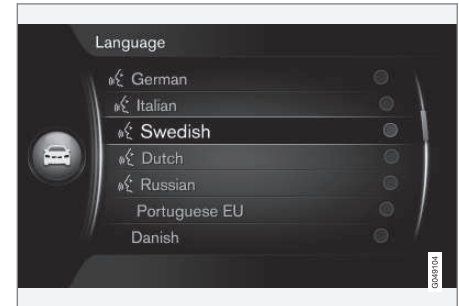 Language
German
Italian
Swedish
Dutch
Russian
Portuguese EU
Danish
G049104